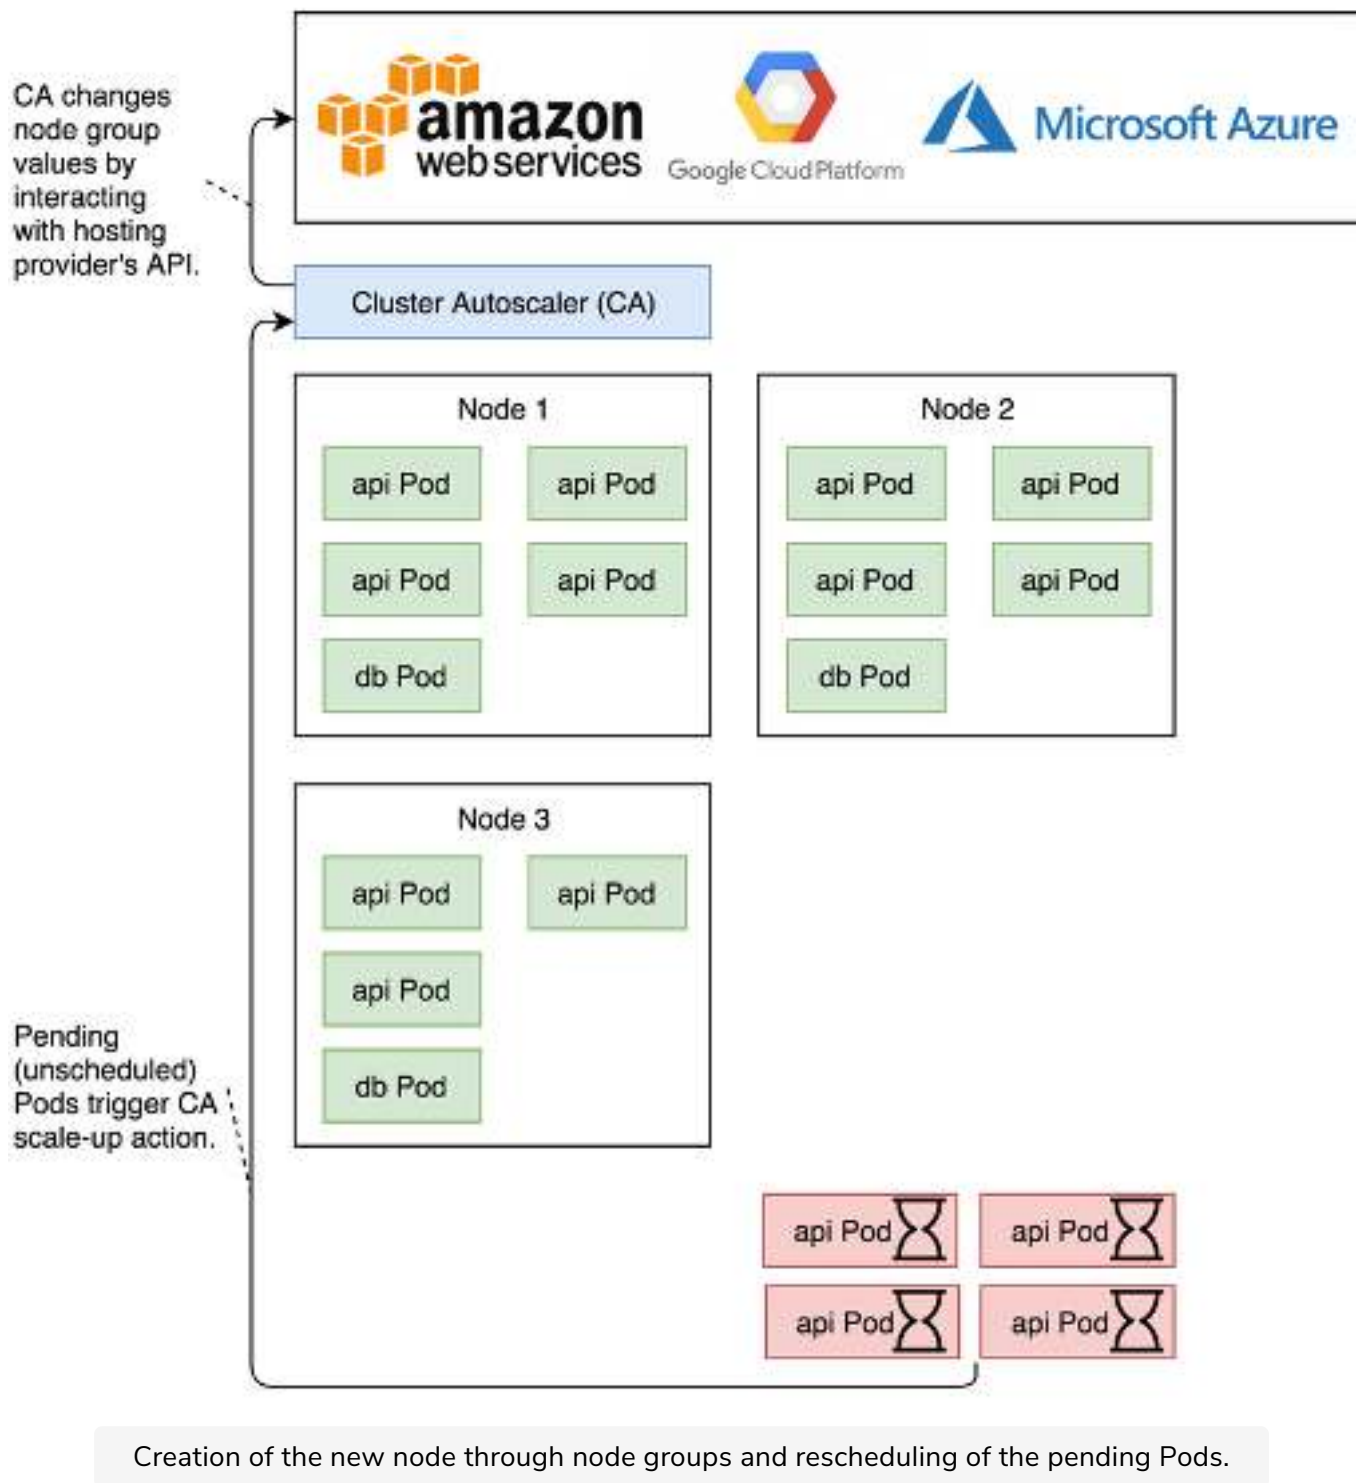 CA changes
node group
values by
interacting
with hosting
provider's API.
amazon
web services
Google Cloud Platform
Microsoft Azure
Cluster Autoscaler (CA)
Node 1
api Pod
api Pod
api Pod
api Pod
db Pod
Node 2
api Pod
api Pod
api Pod
api Pod
db Pod
Node 3
api Pod
api Pod
api Pod
db Pod
Pending
(unscheduled)
Pods trigger CA
scale-up action.
api Pod
api Pod
api Pod
api Pod
Creation of the new node through node groups and rescheduling of the pending Pods.